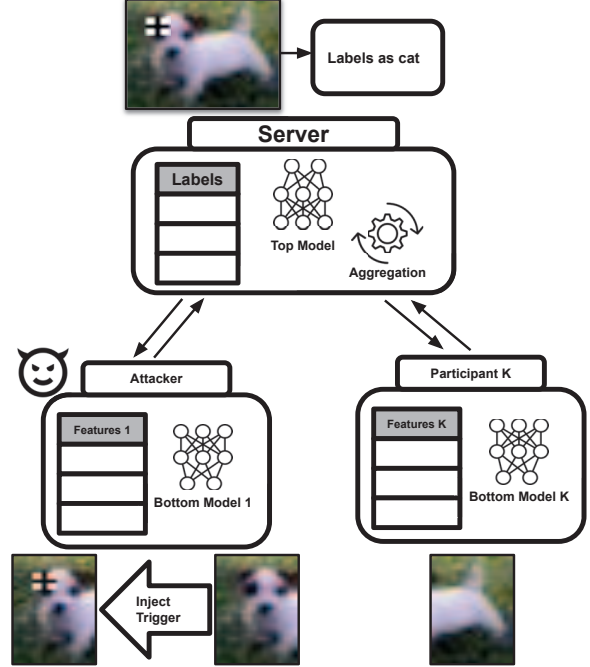 Labels as cat
Server
Labels
Top Model
Aggregation
Attacker
Participant K
Features 1
Bottom Model 1
Features K
Bottom Model K
Inject
Trigger